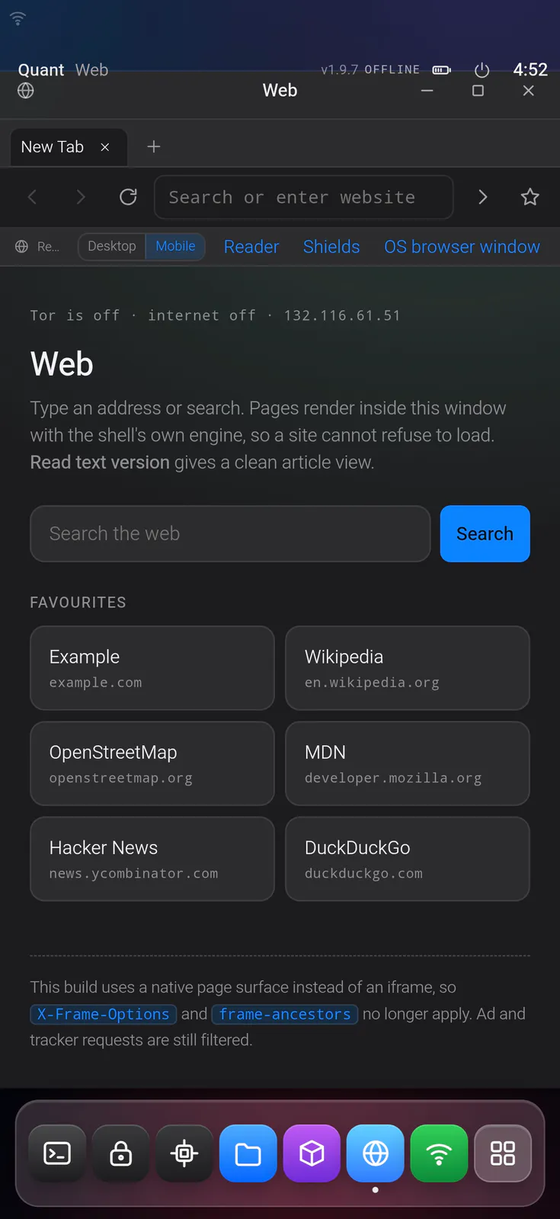 Quant Web v1.9.7 OFFLINE 4:52
Web
New Tab
Search or enter website
Re... Desktop Mobile Reader Shields OS browser window
Tor is off · internet off · 132.116.61.51
Web
Type an address or search. Pages render inside this window
with the shell's own engine, so a site cannot refuse to load.
Read text version gives a clean article view.
Search the web Search
FAVOURITES
Example
example.com
Wikipedia
en.wikipedia.org
OpenStreetMap
openstreetmap.org
MDN
developer.mozilla.org
Hacker News
news.ycombinator.com
DuckDuckGo
duckduckgo.com
This build uses a native page surface instead of an iframe, so
X-Frame-Options and frame-ancestors no longer apply. Ad and
tracker requests are still filtered.